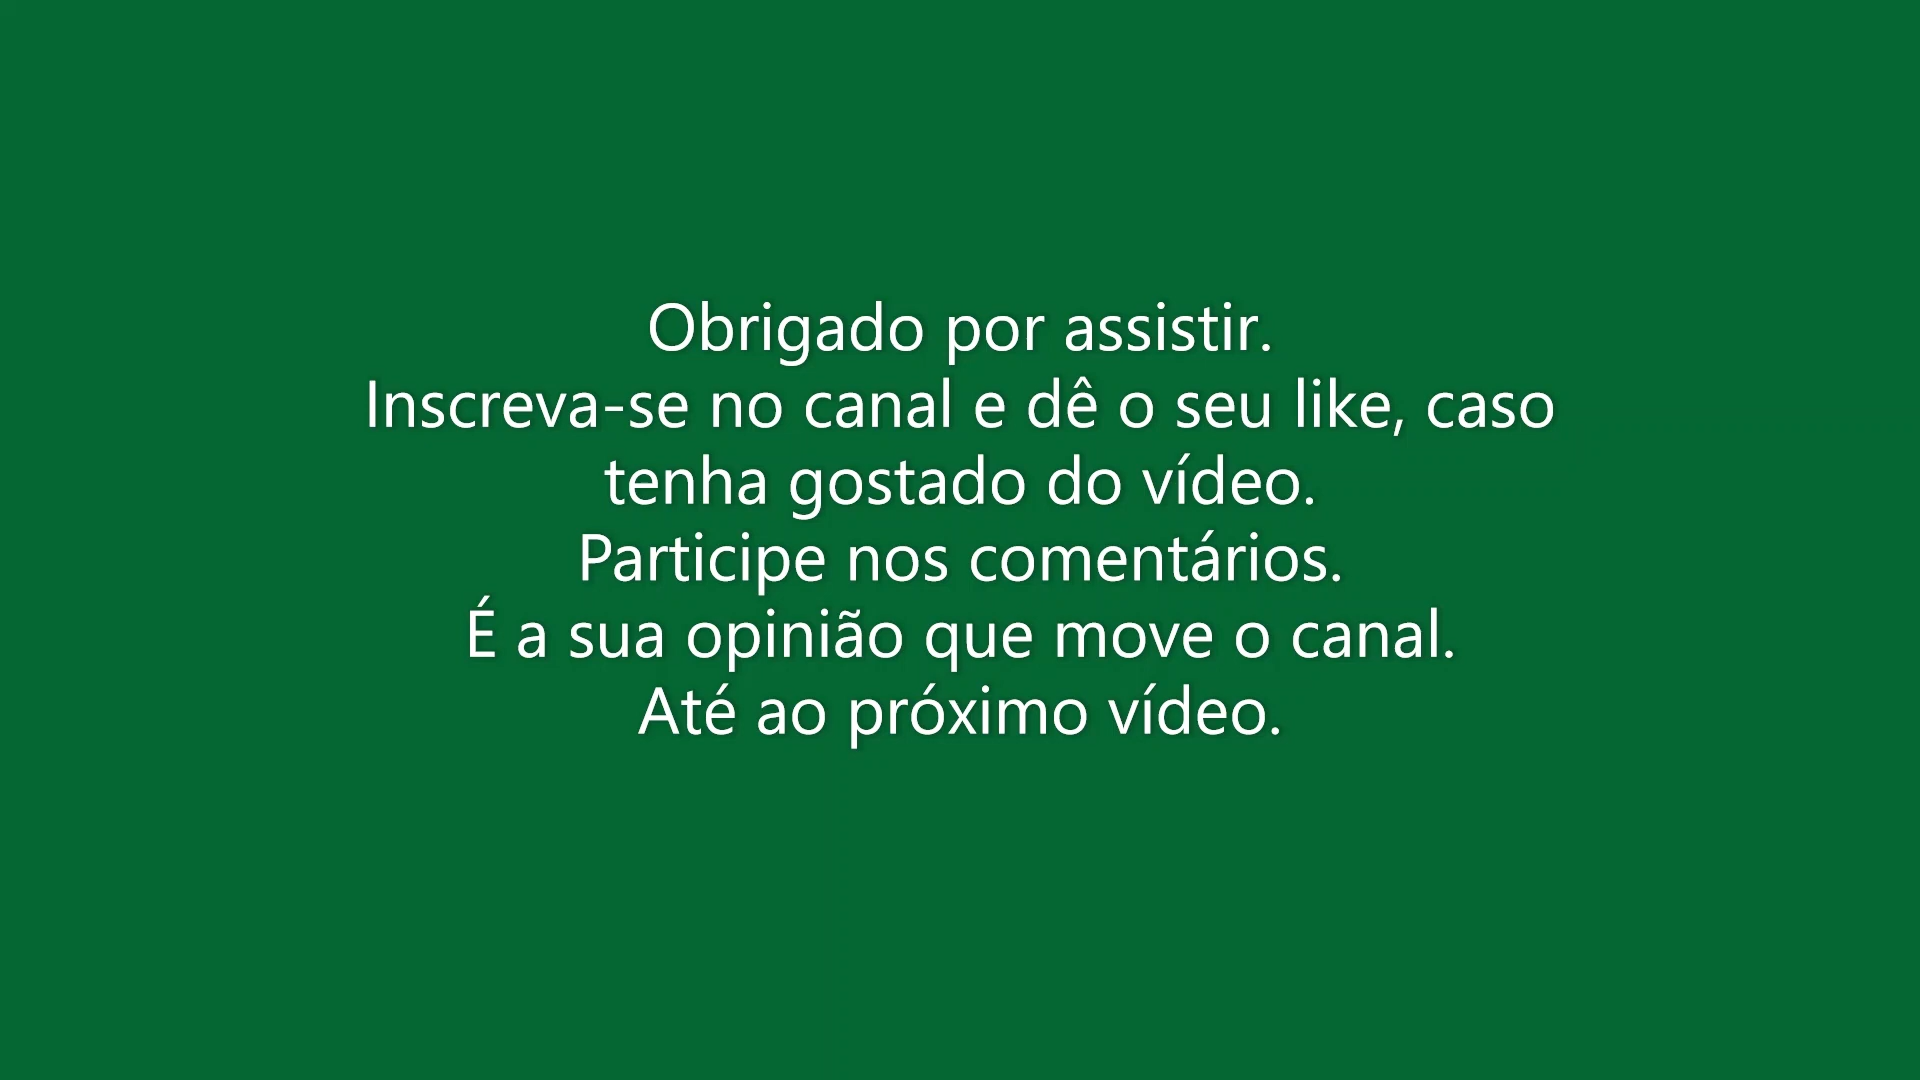 Obrigado por assistir.
Inscreva-se no canal e dê o seu like, caso
tenha gostado do vídeo.
Participe nos comentários.
É a sua opinião que move o canal.
Até ao próximo vídeo.